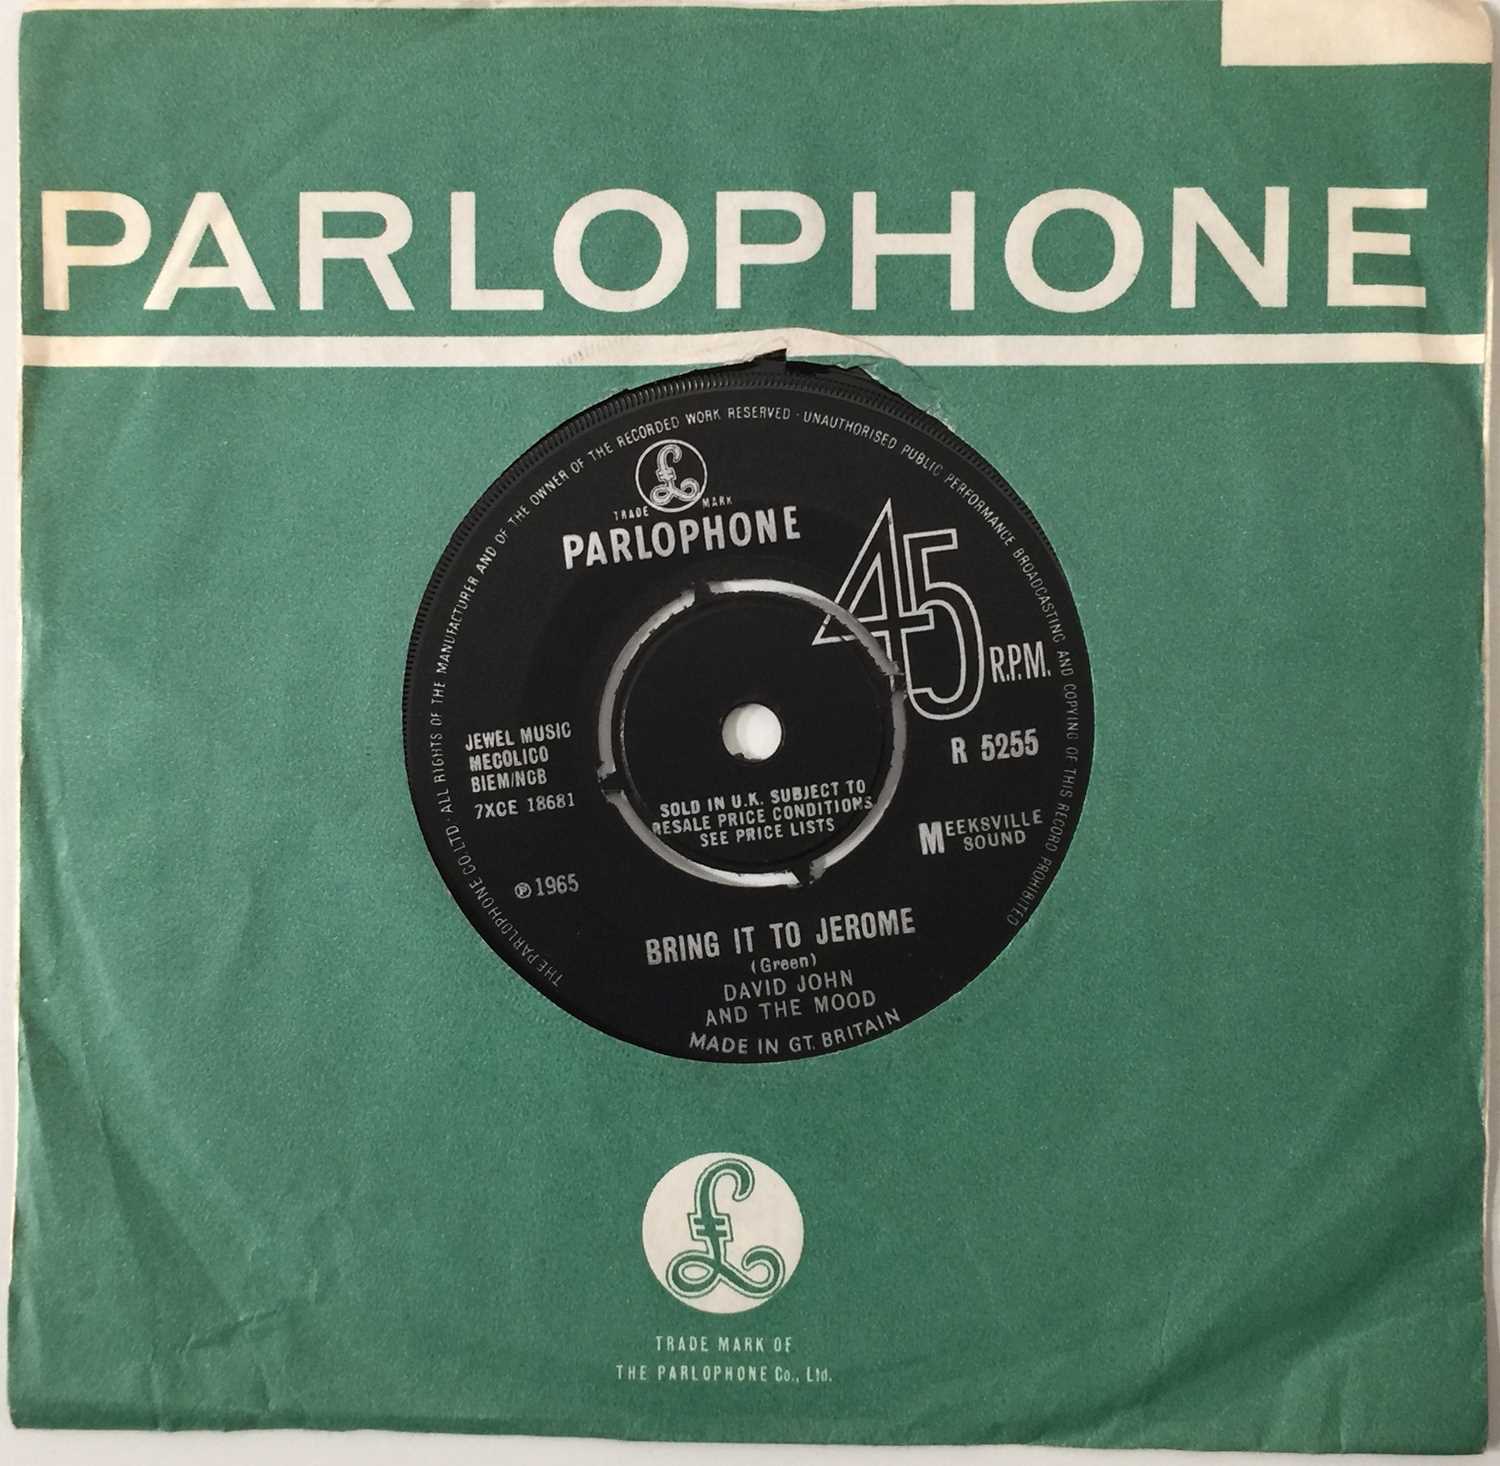 PARLOPHONE
THE PARLOPHONE CO. LTD · ALL RIGHTS OF THE MANUFACTURER AND OF THE OWNER OF THE RECORDED WORK RESERVED · UNAUTHORISED PUBLIC PERFORMANCE BROADCASTING AND COPYING OF THIS RECORD PROHIBITED
£
TRADE MARK
PARLOPHONE
45
R.P.M.
JEWEL MUSIC
MECOLICO
BIEM/NCB
7XCE 18681
R 5255
SOLD IN U.K. SUBJECT TO
RESALE PRICE CONDITIONS
SEE PRICE LISTS
MEEKSVILLE
SOUND
℗ 1965
BRING IT TO JEROME
(Green)
DAVID JOHN
AND THE MOOD
MADE IN GT. BRITAIN
£
TRADE MARK OF
THE PARLOPHONE Co., Ltd.